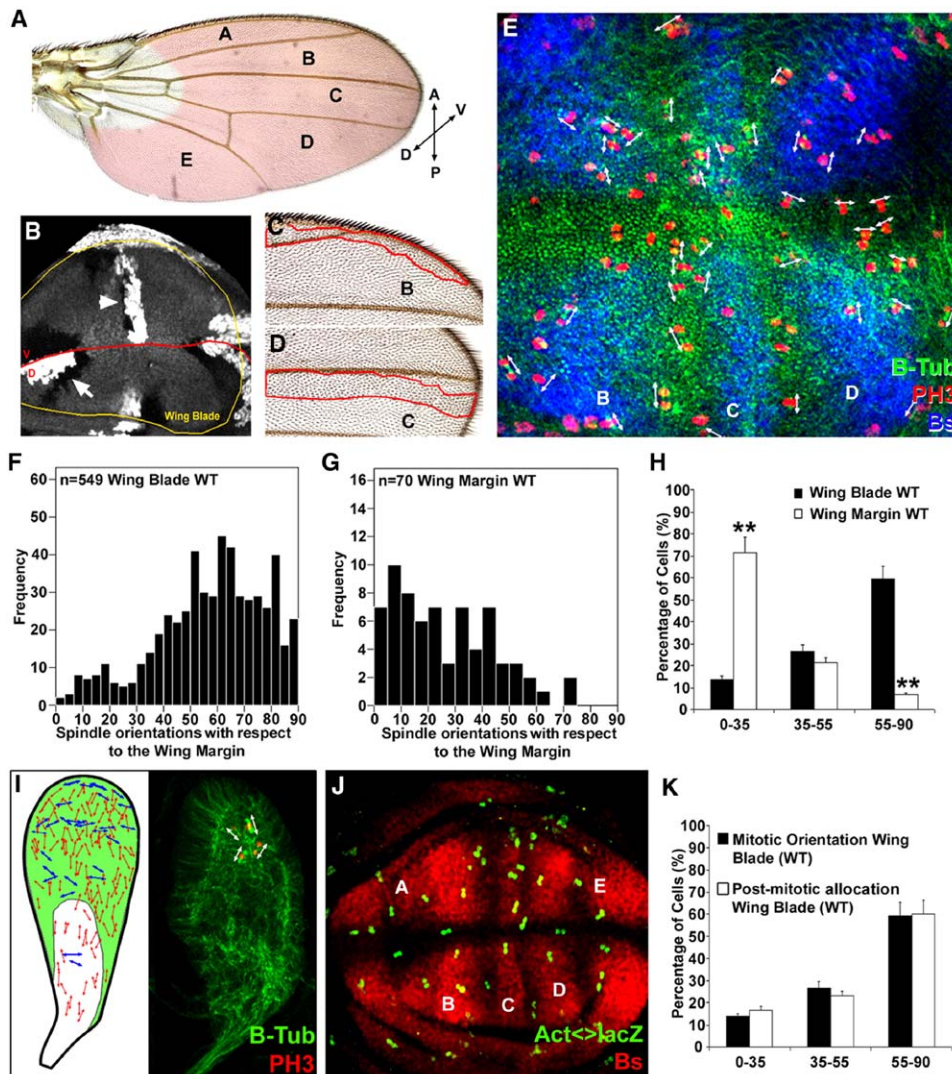 A
A
B
C
D
E
A
V
D
P
B
V
D
Wing Blade
C
B
D
C
E
B
C
D
B-Tub
PH3
Bs
F
n=549 Wing Blade WT
Frequency
60
45
30
15
0
0 10 20 30 40 50 60 70 80 90
Spindle orientations with respect
to the Wing Margin
G
n=70 Wing Margin WT
Frequency
16
14
12
10
8
6
4
2
0
0 10 20 30 40 50 60 70 80 90
Spindle orientations with respect
to the Wing Margin
H
Percentage of Cells (%)
100
90
80
70
60
50
40
30
20
10
Wing Blade WT
Wing Margin WT
**
**
0-35 35-55 55-90
I
B-Tub
PH3
J
A
E
B
C
D
Act<>lacZ
Bs
K
Percentage of Cells (%)
100
90
80
70
60
50
40
30
20
10
Mitotic Orientation Wing
Blade (WT)
Post-mitotic allocation
Wing Blade (WT)
0-35 35-55 55-90